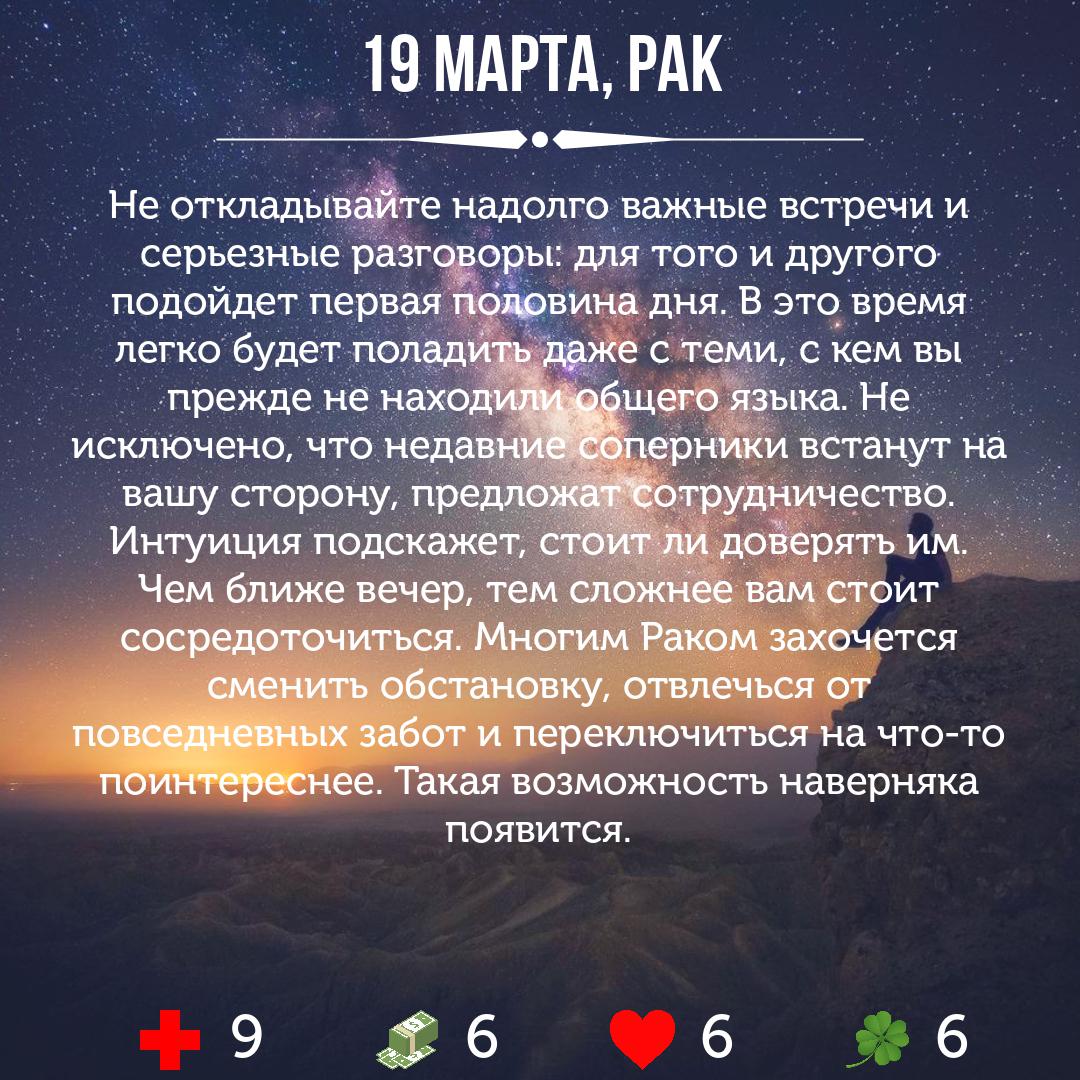 19 МАРТА, РАК
Не откладывайте надолго важные встречи и
серьезные разговоры: для того и другого
подойдет первая половина дня. В это время
легко будет поладить даже с теми, с кем вы
прежде не находили общего языка. Не
исключено, что недавние соперники встанут на
вашу сторону, предложат сотрудничество.
Интуиция подскажет, стоит ли доверять им.
Чем ближе вечер, тем сложнее вам стоит
сосредоточиться. Многим Раком захочется
сменить обстановку, отвлечься от
повседневных забот и переключиться на что-то
поинтереснее. Такая возможность наверняка
появится.
9 6 6 6